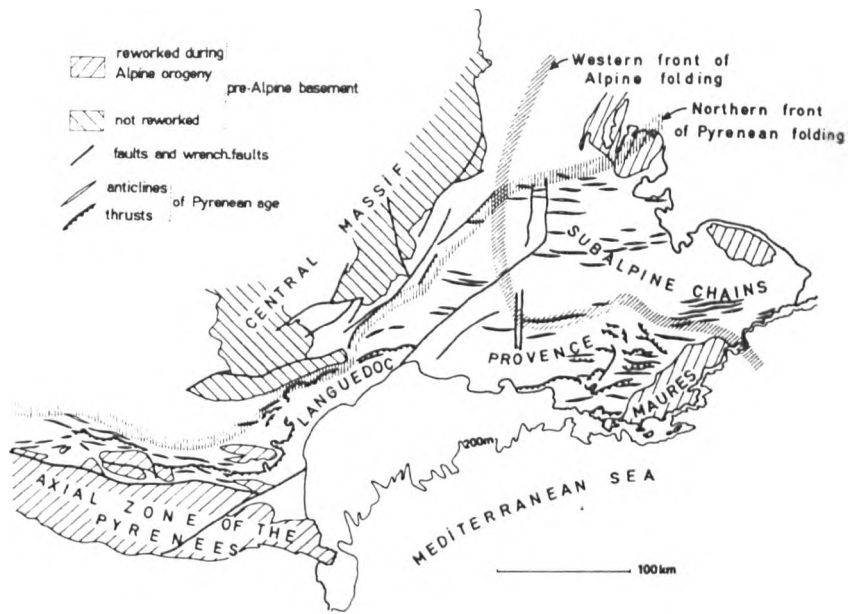 reworked during
Alpine orogeny
pre-Alpine basement
not reworked
faults and wrench-faults
anticlines
of Pyrenean age
thrusts
Western front of
Alpine folding
Northern front
of Pyrenean folding
CENTRAL MASSIF
SUBALPINE CHAINS
PROVENCE
MAURES
LANGUEDOC
200m
AXIAL ZONE OF THE
PYRENEES
MEDITERRANEAN SEA
100km